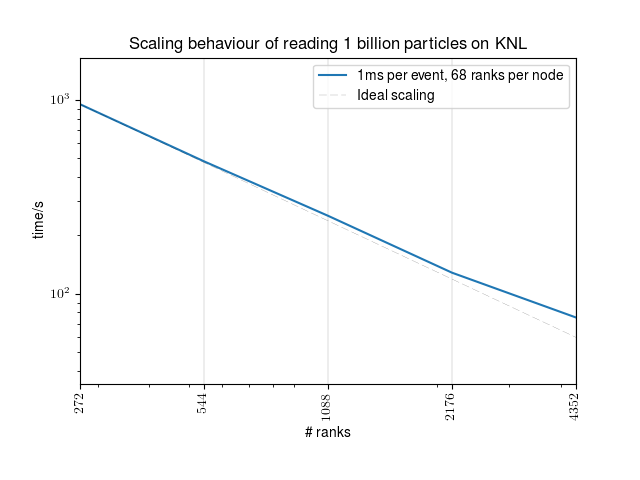 Scaling behaviour of reading 1 billion particles on KNL
1ms per event, 68 ranks per node
Ideal scaling
10³
10²
time/s
272
544
1088
2176
4352
# ranks